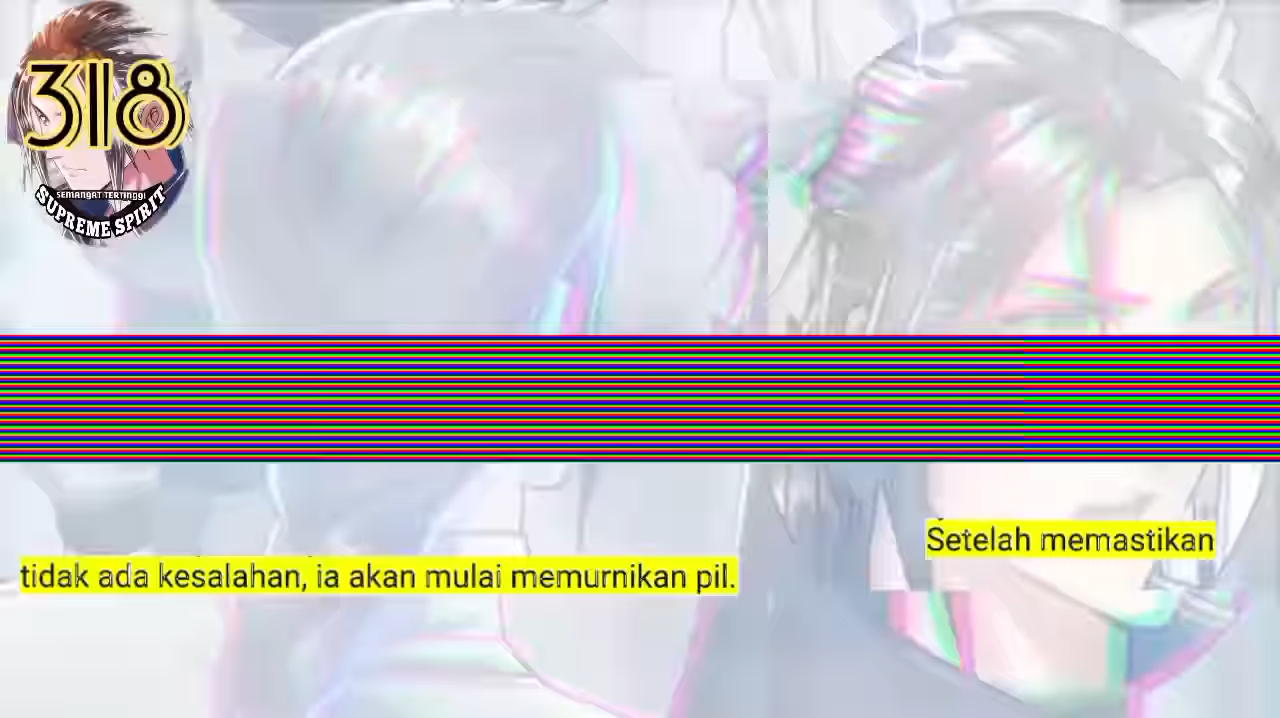 318
SEMANGAT TERTINGGI
SUPREME SPIRIT
Setelah memastikan
tidak ada kesalahan, ia akan mulai memurnikan pil.